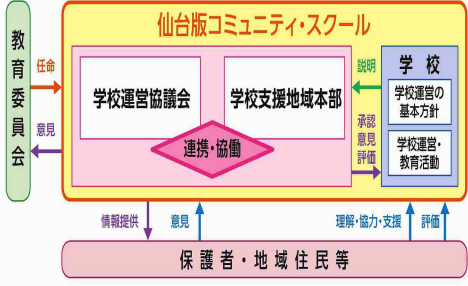 仙台版コミュニティ・スクール
教育委員会
任命
意見
学校運営協議会
学校支援地域本部
連携・協働
説明
承認
意見
評価
学校
学校運営の
基本方針
学校運営・
教育活動
情報提供
意見
理解・協力・支援
評価
保護者・地域住民等